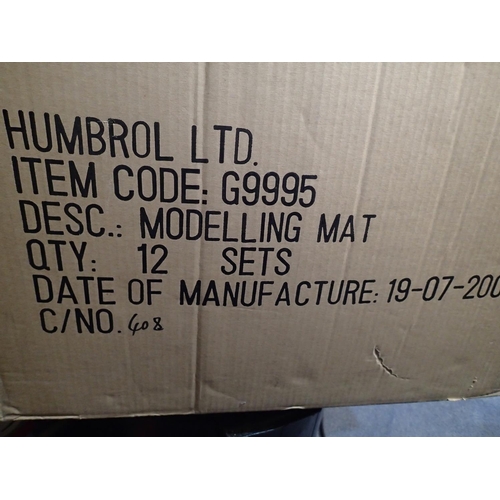 HUMBROL LTD.
ITEM CODE: G9995
DESC.: MODELLING MAT
QTY: 12 SETS
DATE OF MANUFACTURE: 19-07-200
C/NO. 408